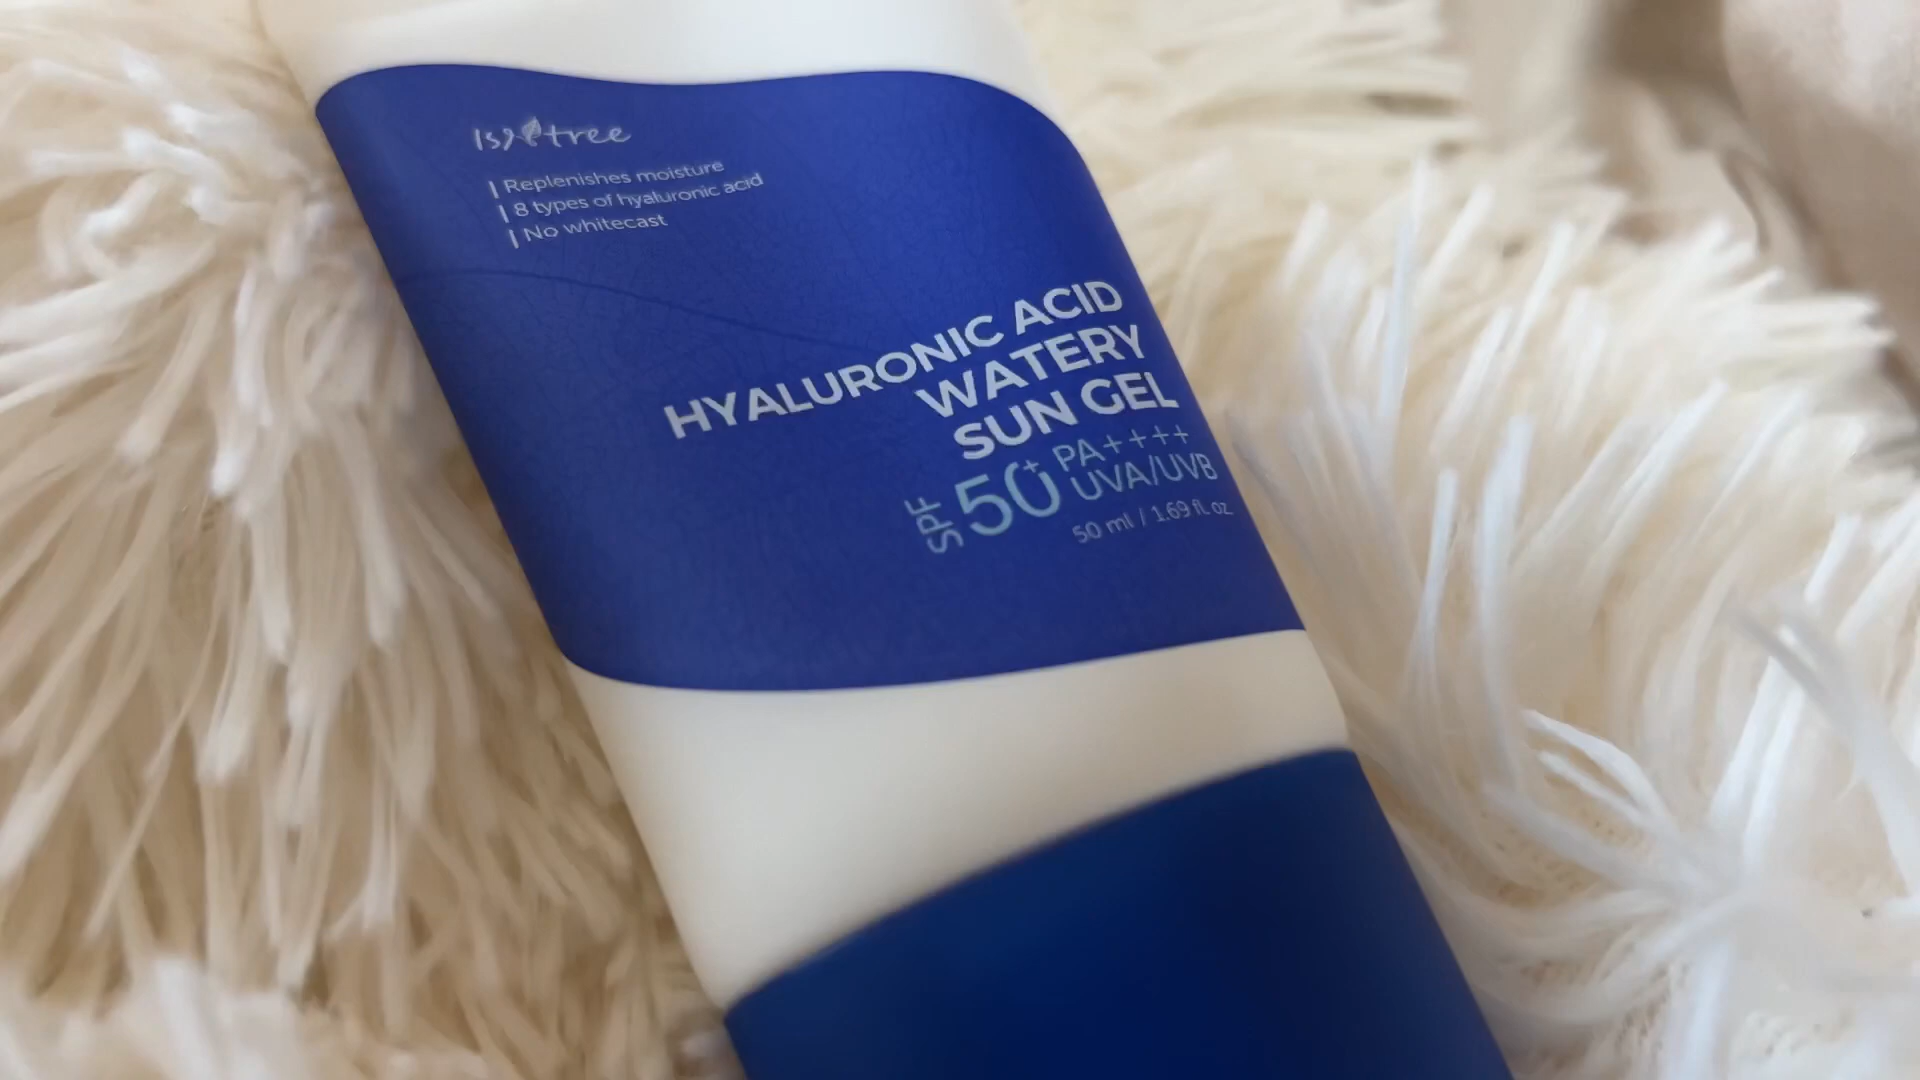 Isntree
Replenishes moisture
8 types of hyaluronic acid
No whitecast
HYALURONIC ACID
WATERY
SUN GEL
SPF 50+ PA++++
UVA/UVB
50 ml / 1.69 fl. oz